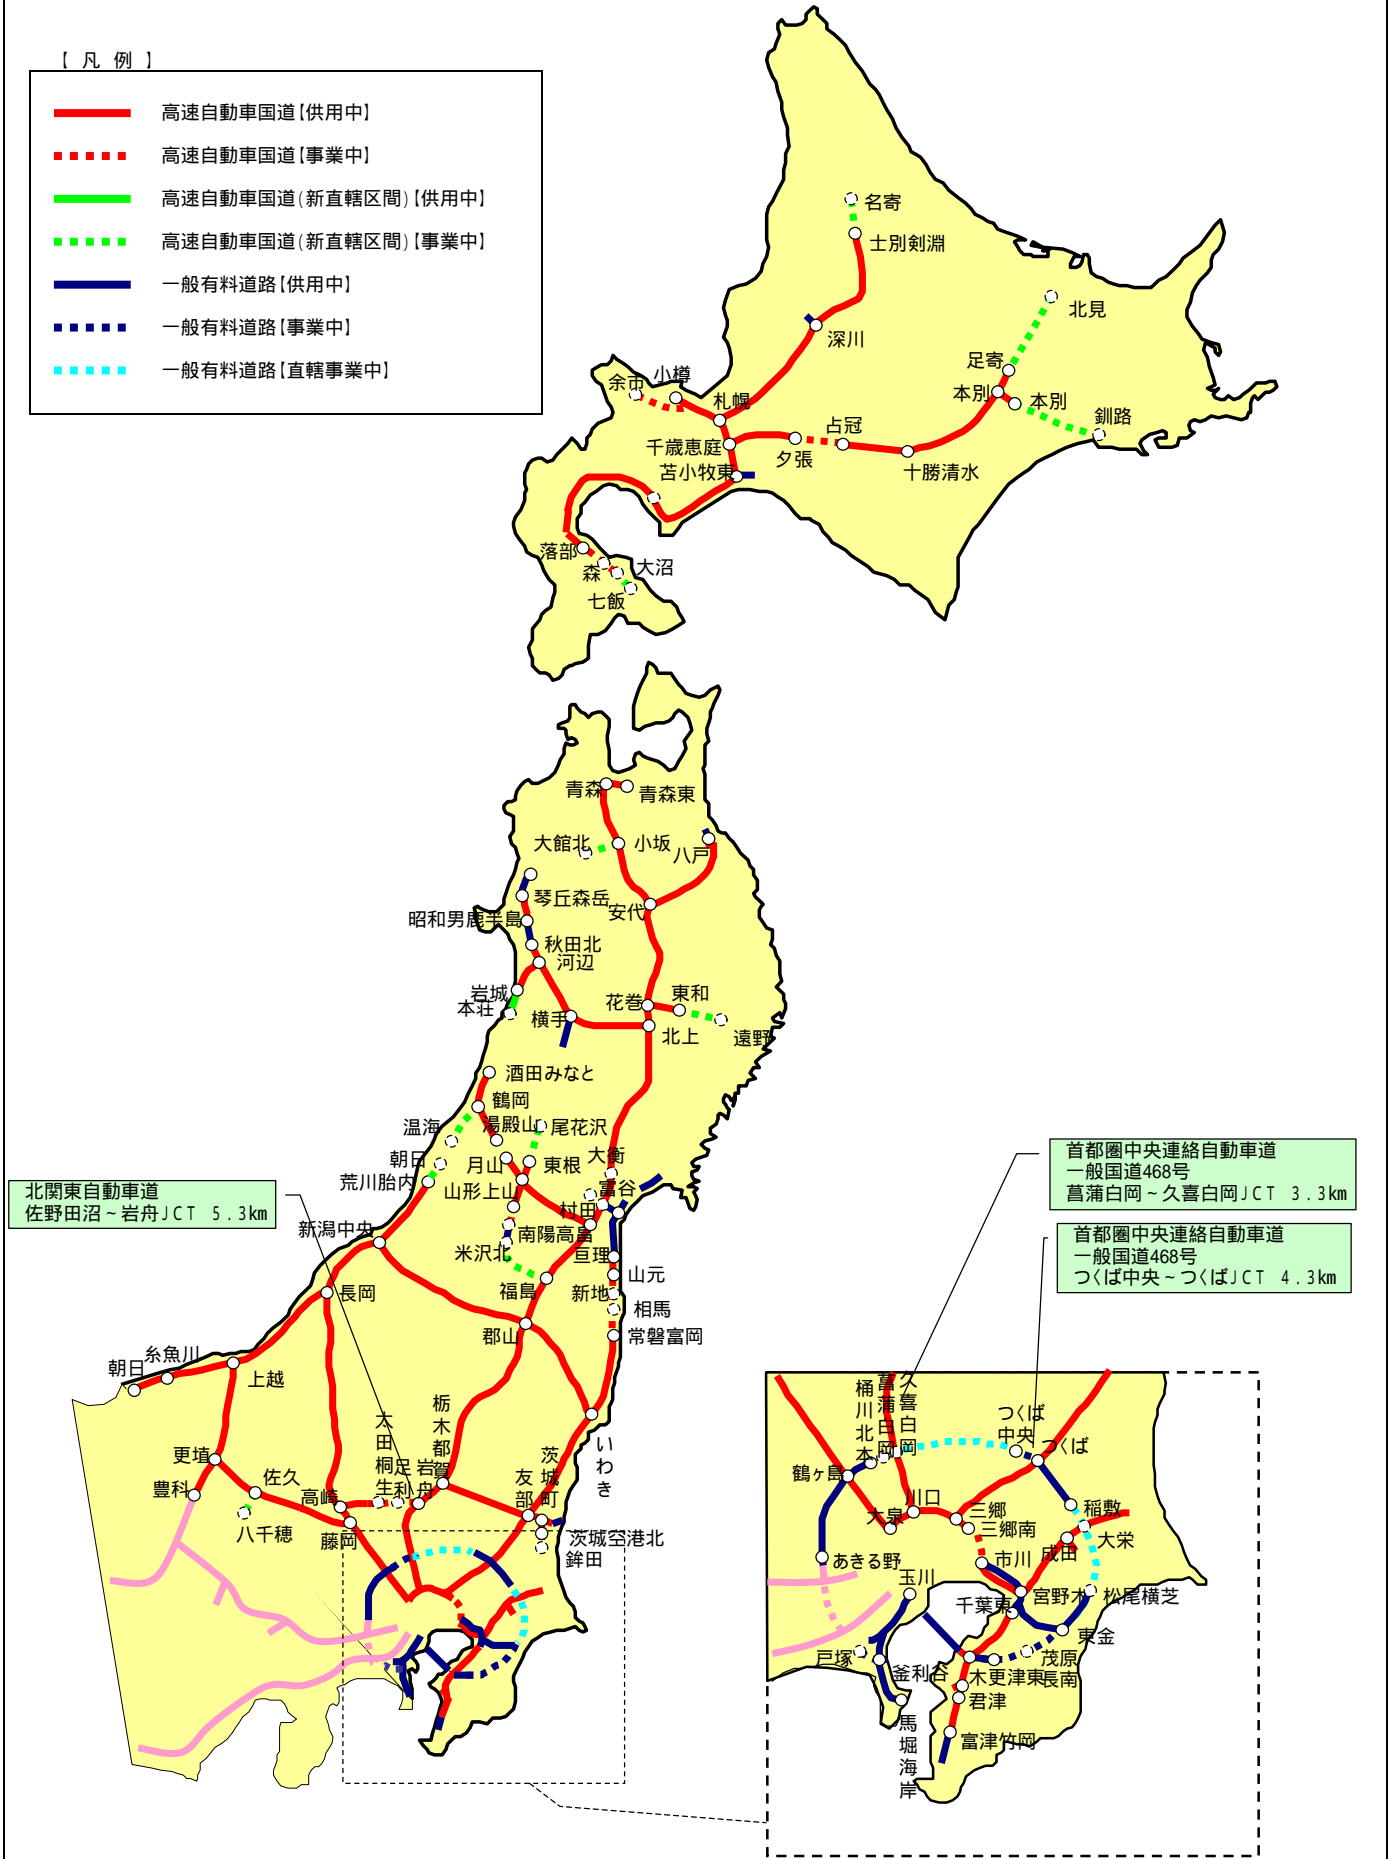 【 凡 例 】
高速自動車国道【供用中】
高速自動車国道【事業中】
高速自動車国道(新直轄区間)【供用中】
高速自動車国道(新直轄区間)【事業中】
一般有料道路【供用中】
一般有料道路【事業中】
一般有料道路【直轄事業中】
名寄
士別剣淵
北見
深川
足寄
余市
小樽
本別
本別
札幌
釧路
占冠
千歳恵庭
夕張
苫小牧東
十勝清水
落部
森
大沼
七飯
青森
青森東
大館北
小坂
八戸
琴丘森岳
安代
昭和男鹿半島
秋田北
河辺
岩城
本荘
花巻
東和
横手
北上
遠野
酒田みなと
鶴岡
湯殿山
尾花沢
温海
朝日
月山
東根
大衡
荒川胎内
山形上山
富谷
村田
新潟中央
南陽高畠
米沢北
亘理
福島
山元
新地
相馬
長岡
郡山
常磐富岡
糸魚川
朝日
上越
北関東自動車道
佐野田沼~岩舟JCT 5.3km
首都圏中央連絡自動車道
一般国道468号
菖蒲白岡~久喜白岡JCT 3.3km
首都圏中央連絡自動車道
一般国道468号
つくば中央~つくばJCT 4.3km
栃木都賀
太田桐生
足利
岩舟
いわき
茨城町
友部
更埴
豊科
佐久
高崎
八千穂
藤岡
茨城空港北
鉾田
桶川北本
菖蒲白岡
久喜白岡
つくば
中央
つくば
鶴ヶ島
川口
大泉
三郷
三郷南
稲敷
大栄
成田
市川
あきる野
玉川
宮野木
松尾横芝
千葉東
東金
戸塚
釜利谷
木更津東
茂原
長南
君津
馬堀海岸
富津竹岡